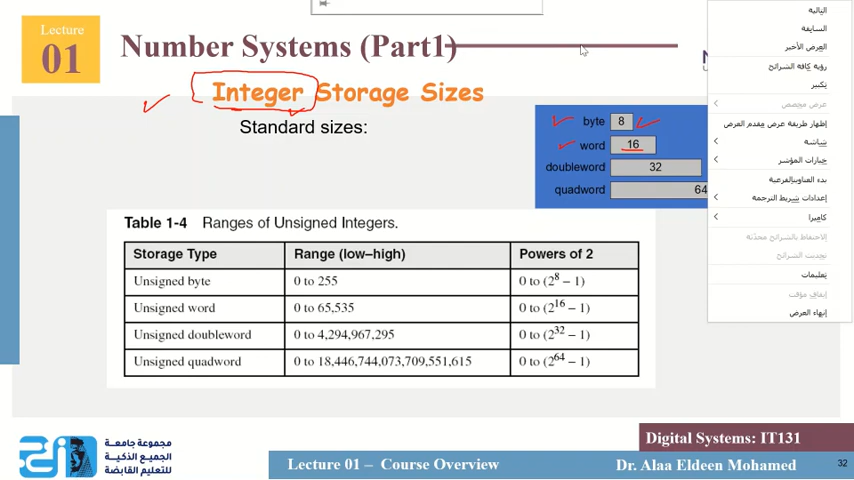 Lecture
01
Number Systems (Part1)
Integer Storage Sizes
Standard sizes:
byte 8
word 16
doubleword 32
quadword 64
Table 1-4 Ranges of Unsigned Integers.
Storage Type Range (low–high) Powers of 2
Unsigned byte 0 to 255 0 to (2⁸ – 1)
Unsigned word 0 to 65,535 0 to (2¹⁶ – 1)
Unsigned doubleword 0 to 4,294,967,295 0 to (2³² – 1)
Unsigned quadword 0 to 18,446,744,073,709,551,615 0 to (2⁶⁴ – 1)
التالية
السابقة
العرض الأخير
رؤية كافة الشرائح
تكبير
عرض مخصص
إظهار طريقة عرض مقدم العرض
شاشة
خيارات المؤشر
بدء العناوين الفرعية
إعدادات شريط الترجمة
كاميرا
الاحتفاظ بالشرائح محدّثة
تحديث الشرائح
تعليمات
إيقاف مؤقت
إنهاء العرض
مجموعة جامعة
الجميع الذكية
للتعليم القابضة
Digital Systems: IT131
Lecture 01 – Course Overview
Dr. Alaa Eldeen Mohamed
32